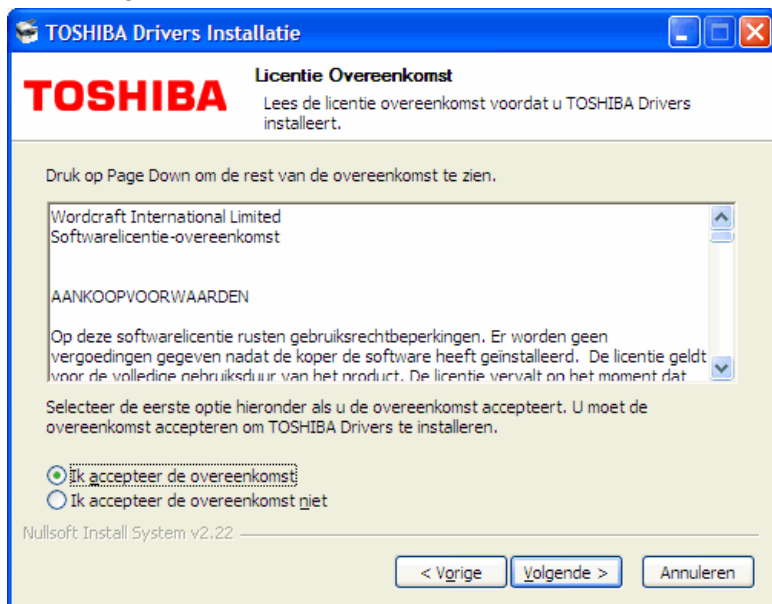 TOSHIBA Drivers Installatie
TOSHIBA
Licentie Overeenkomst
Lees de licentie overeenkomst voordat u TOSHIBA Drivers
installeert.
Druk op Page Down om de rest van de overeenkomst te zien.
Wordcraft International Limited
Softwarelicentie-overeenkomst
AANKOOPVOORWAARDEN
Op deze softwarelicentie rusten gebruiksrechtbeperkingen. Er worden geen
vergoedingen gegeven nadat de koper de software heeft geïnstalleerd. De licentie geldt
voor de volledige gebruiksduur van het product. De licentie vervalt op het moment dat
Selecteer de eerste optie hieronder als u de overeenkomst accepteert. U moet de
overeenkomst accepteren om TOSHIBA Drivers te installeren.
Ik accepteer de overeenkomst
Ik accepteer de overeenkomst niet
Nullsoft Install System v2.22
< Vorige
Volgende >
Annuleren